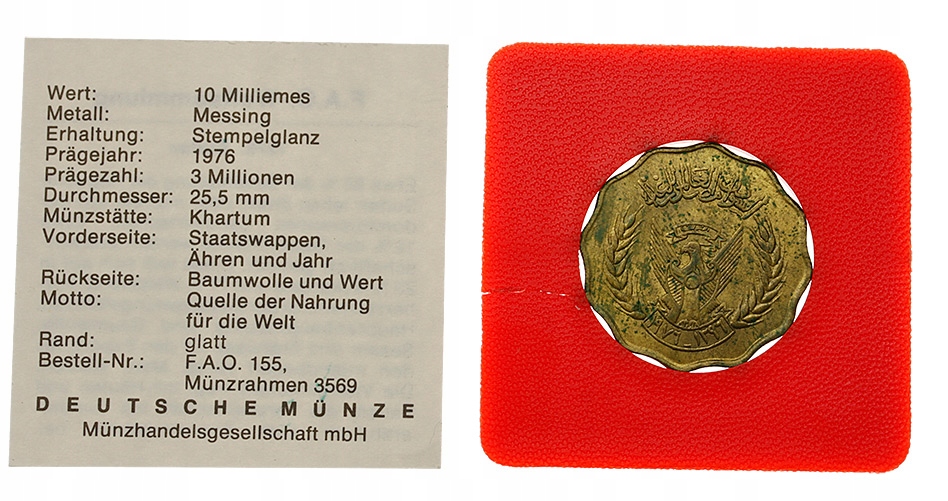 Wert: 10 Milliemes
Metall: Messing
Erhaltung: Stempelglanz
Prägejahr: 1976
Prägezahl: 3 Millionen
Durchmesser: 25,5 mm
Münzstätte: Khartum
Vorderseite: Staatswappen,
Ähren und Jahr
Rückseite: Baumwolle und Wert
Motto: Quelle der Nahrung
für die Welt
Rand: glatt
Bestell-Nr.: F.A.O. 155,
Münzrahmen 3569
DEUTSCHE MÜNZE
Münzhandelsgesellschaft mbH